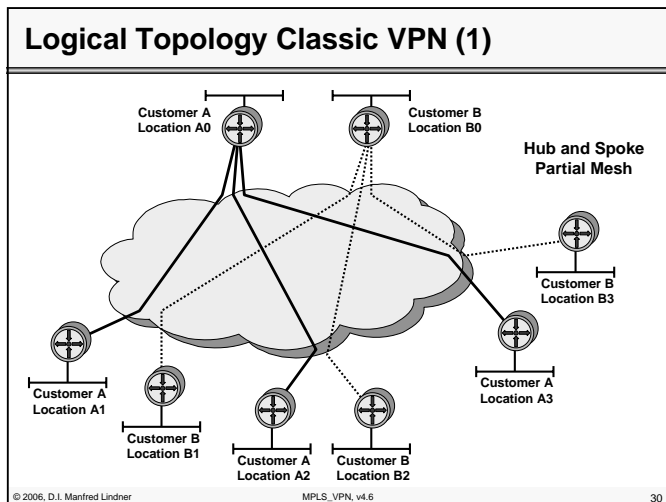 Logical Topology Classic VPN (1)
Customer A
Location A0
Customer B
Location B0
Hub and Spoke
Partial Mesh
Customer B
Location B3
Customer A
Location A3
Customer A
Location A1
Customer B
Location B1
Customer A
Location A2
Customer B
Location B2
© 2006, D.I. Manfred Lindner
MPLS_VPN, v4.6
30